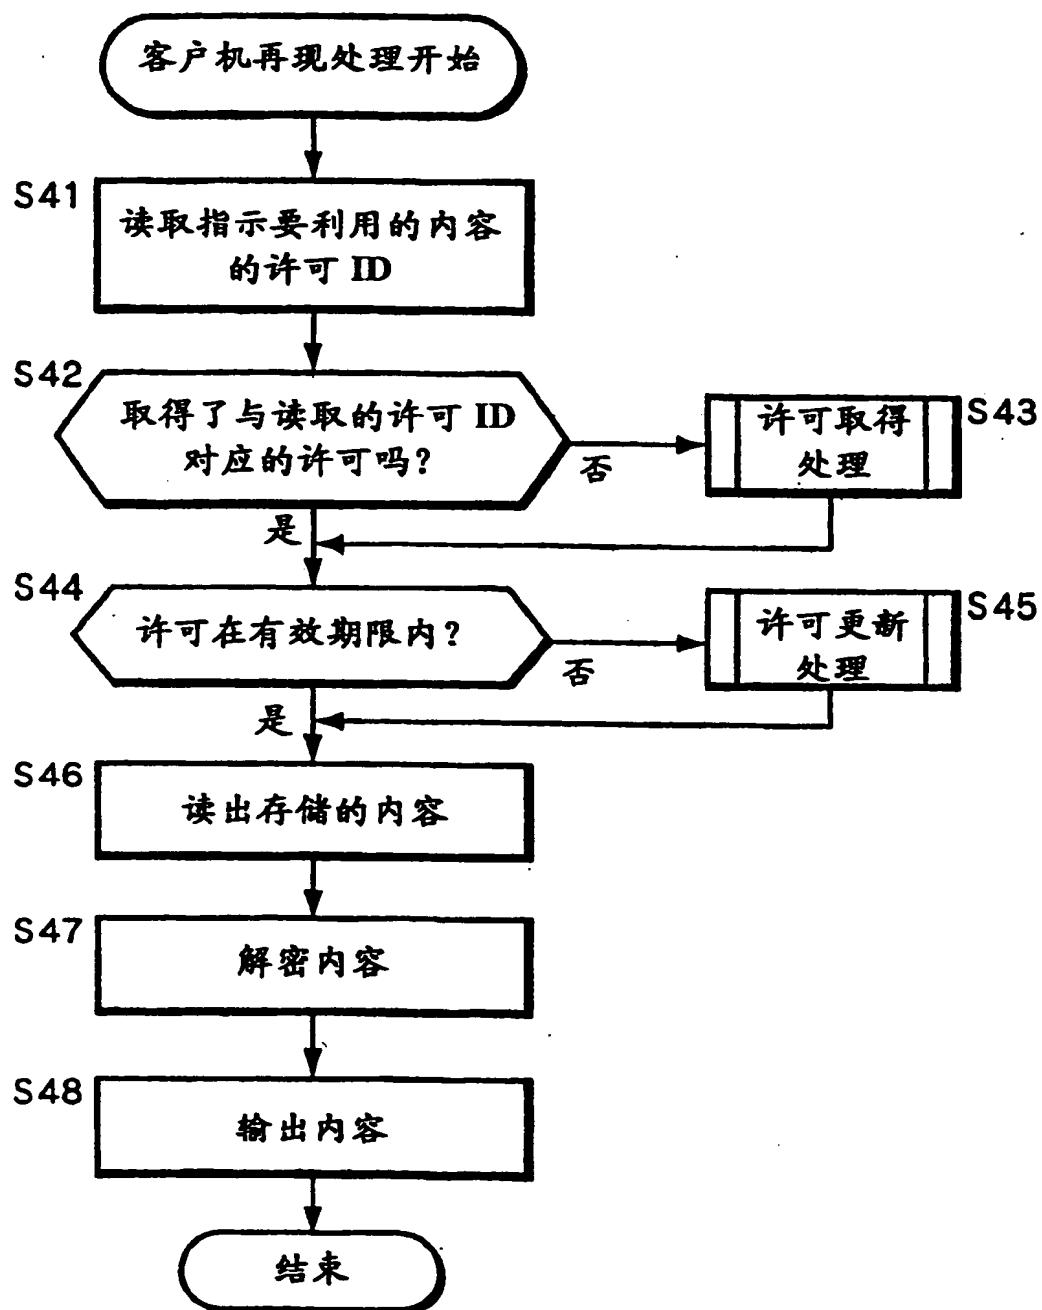 客户机再现处理开始
S41
读取指示要利用的内容
的许可 ID
S42
取得了与读取的许可 ID
对应的许可吗?
否
S43
许可取得
处理
是
S44
许可在有效期限内?
否
S45
许可更新
处理
是
S46
读出存储的内容
S47
解密内容
S48
输出内容
结束